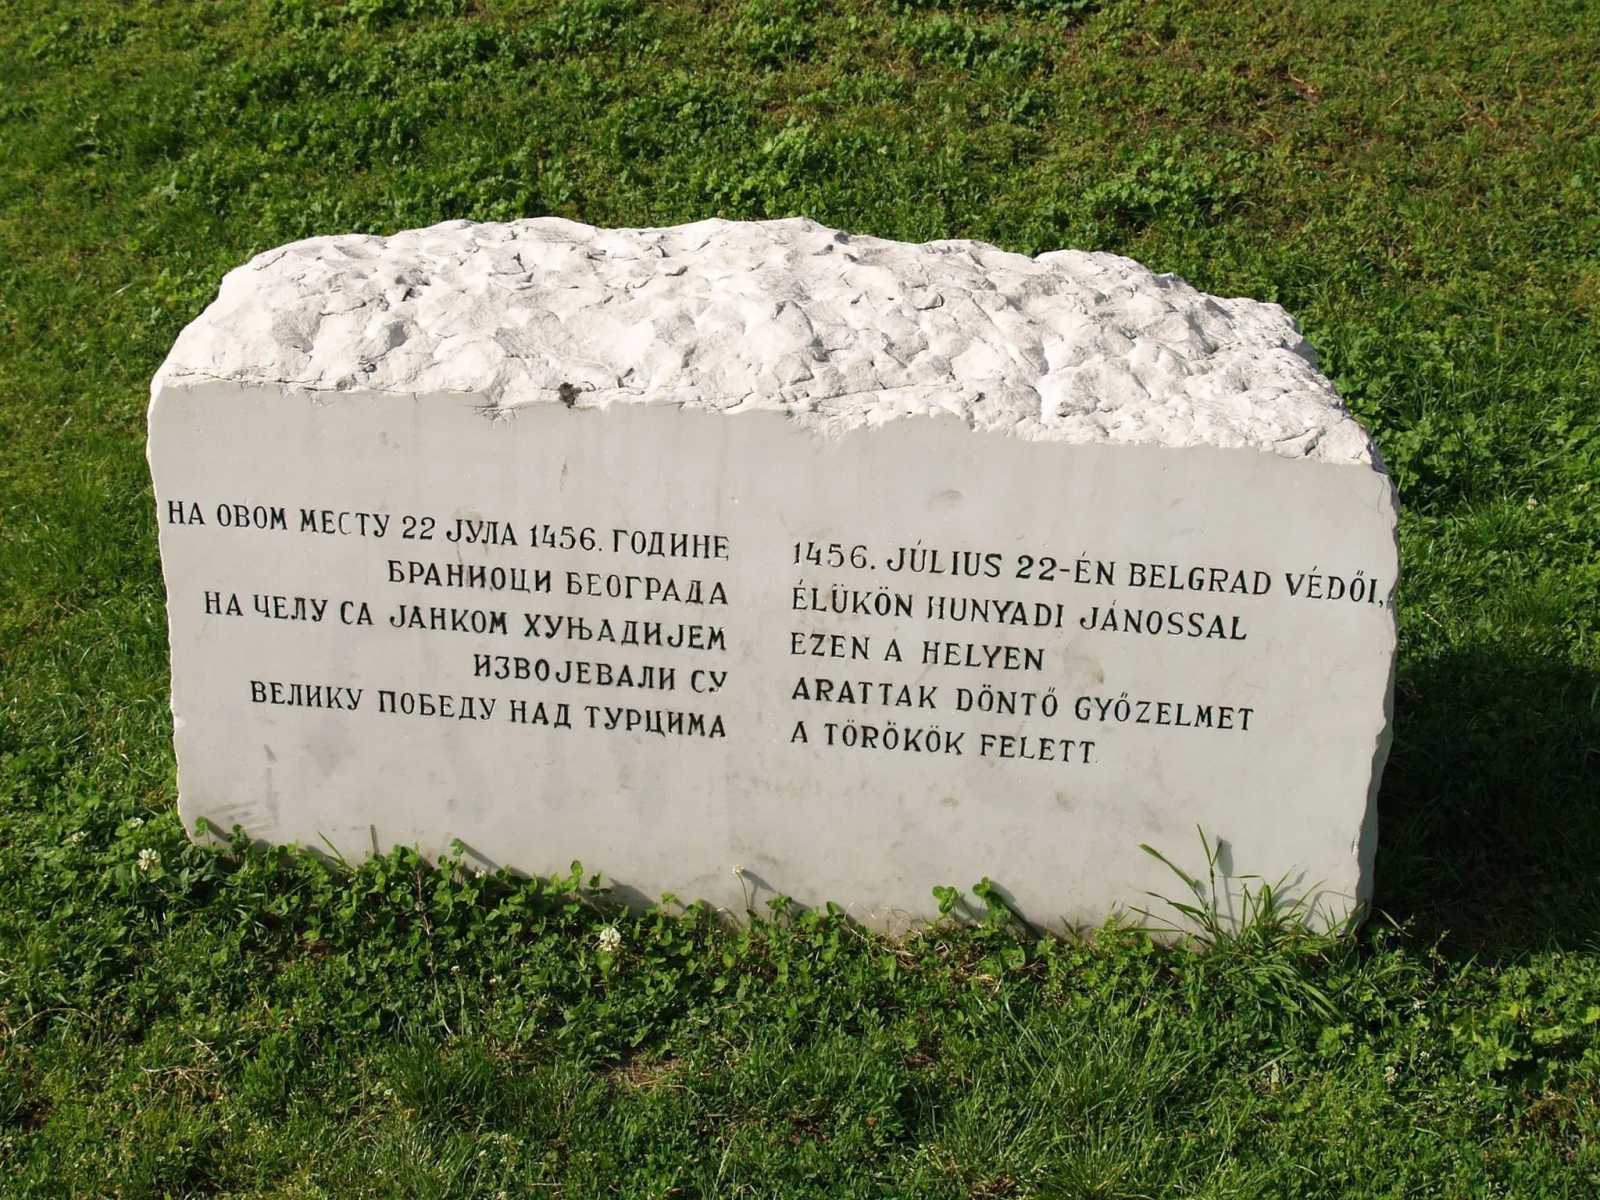 НА ОВОМ МЕСТУ 22 ЈУЛА 1456. ГОДИНЕ
БРАНИОЦИ БЕОГРАДА
НА ЧЕЛУ СА ЈАНКОМ ХУЊАДИЈЕМ
ИЗВОЈЕВАЛИ СУ
ВЕЛИКУ ПОБЕДУ НАД ТУРЦИМА
1456. JÚLIUS 22-ÉN BELGRAD VÉDŐI,
ÉLÜKÖN HUNYADI JÁNOSSAL
EZEN A HELYEN
ARATTAK DÖNTŐ GYŐZELMET
A TÖRÖKÖK FELETT.